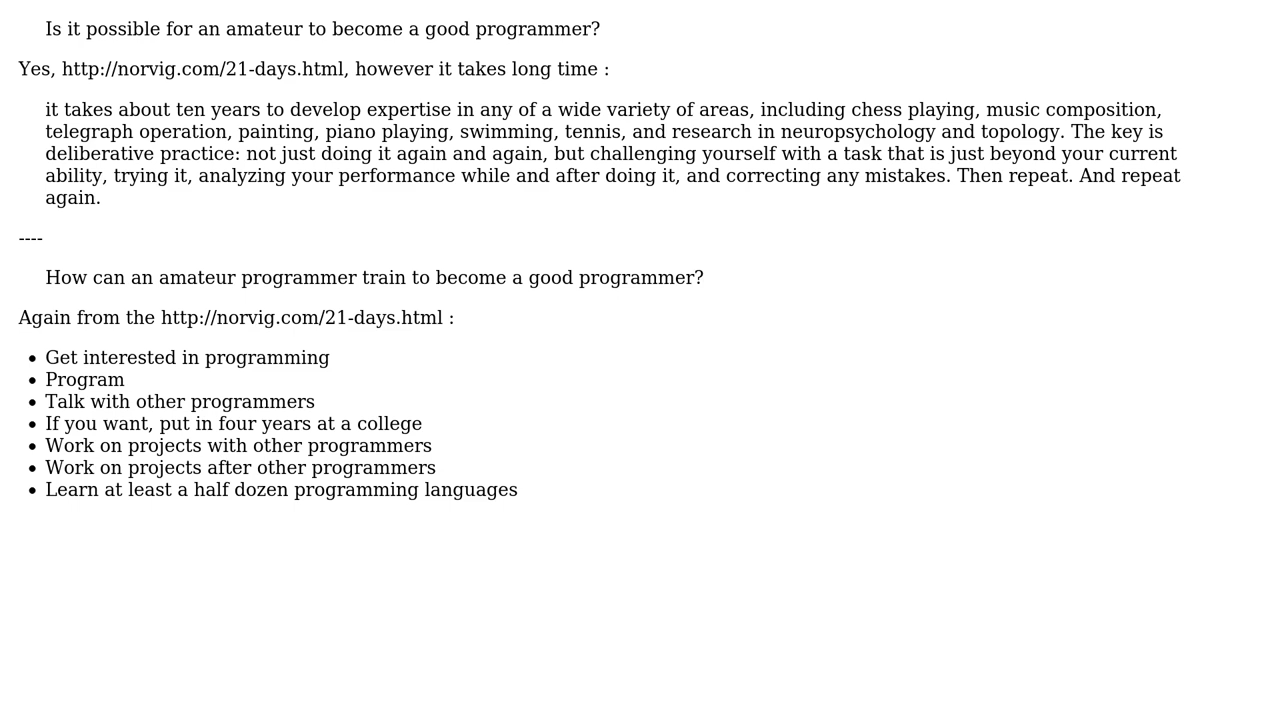 Is it possible for an amateur to become a good programmer?
Yes, http://norvig.com/21-days.html, however it takes long time :
it takes about ten years to develop expertise in any of a wide variety of areas, including chess playing, music composition,
telegraph operation, painting, piano playing, swimming, tennis, and research in neuropsychology and topology. The key is
deliberative practice: not just doing it again and again, but challenging yourself with a task that is just beyond your current
ability, trying it, analyzing your performance while and after doing it, and correcting any mistakes. Then repeat. And repeat
again.
----
How can an amateur programmer train to become a good programmer?
Again from the http://norvig.com/21-days.html :
• Get interested in programming
• Program
• Talk with other programmers
• If you want, put in four years at a college
• Work on projects with other programmers
• Work on projects after other programmers
• Learn at least a half dozen programming languages